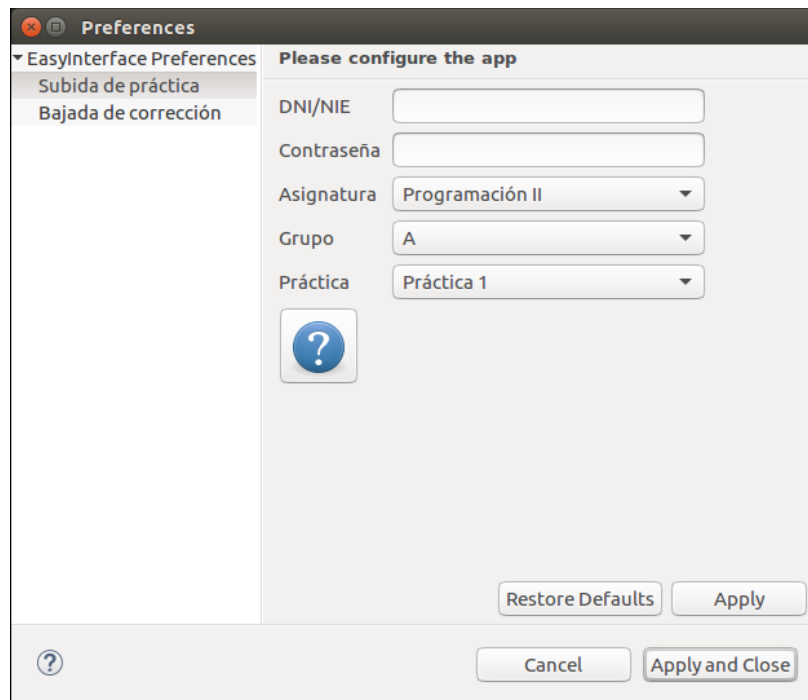 Preferences
EasyInterface Preferences
Subida de práctica
Bajada de corrección
Please configure the app
DNI/NIE
Contraseña
Asignatura Programación II
Grupo A
Práctica Práctica 1
?
Restore Defaults Apply
? Cancel Apply and Close